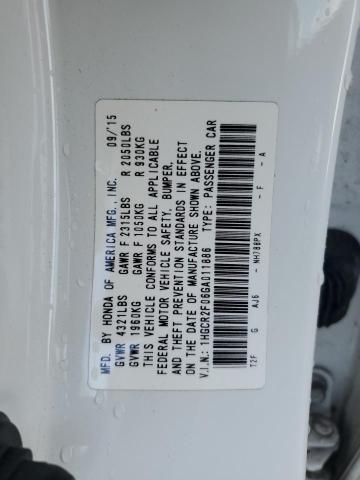 MFD. BY HONDA OF AMERICA MFG., INC. 09/'15
GVWR 4321LBS GAWR F 2315LBS R 2050LBS
GVWR 1960KG GAWR F 1050KG R 930KG
THIS VEHICLE CONFORMS TO ALL APPLICABLE
FEDERAL MOTOR VEHICLE SAFETY, BUMPER,
AND THEFT PREVENTION STANDARDS IN EFFECT
ON THE DATE OF MANUFACTURE SHOWN ABOVE.
V.I.N.: 1HGCR2F06GA011886 TYPE: PASSENGER CAR
T2F G AJ6 - NH788PX - F - A